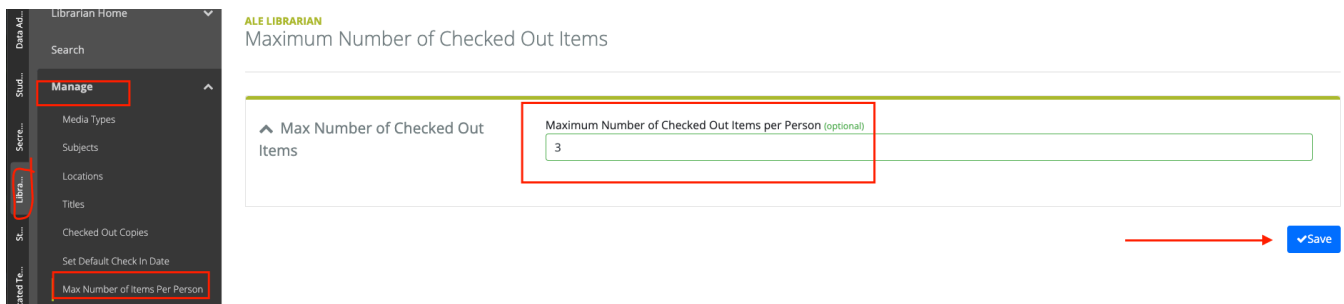 Data Ad...
Stud...
Secre...
Libra...
St...
ated Te...
Librarian Home
Search
Manage
Media Types
Subjects
Locations
Titles
Checked Out Copies
Set Default Check In Date
Max Number of Items Per Person
ALE LIBRARIAN
Maximum Number of Checked Out Items
Max Number of Checked Out
Items
Maximum Number of Checked Out Items per Person (optional)
3
Save